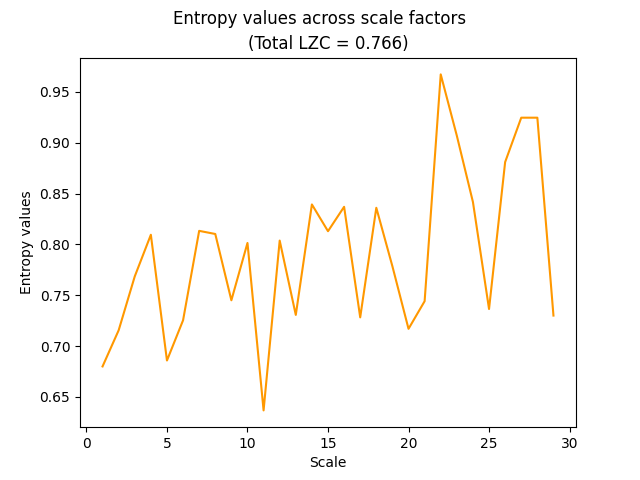 Entropy values across scale factors
(Total LZC = 0.766)
Entropy values
0.95
0.90
0.85
0.80
0.75
0.70
0.65
0 5 10 15 20 25 30
Scale